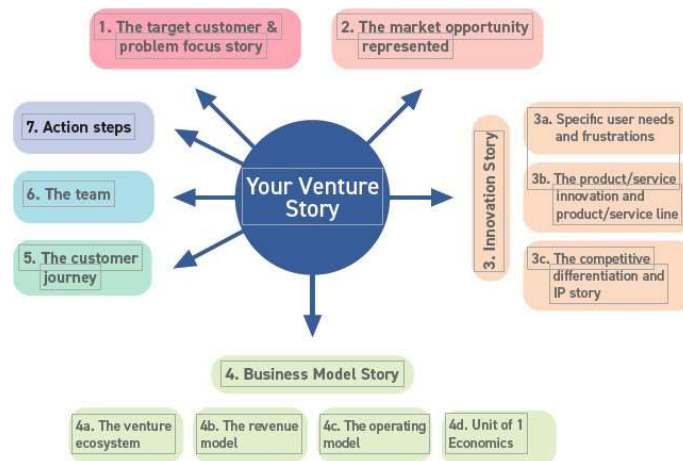 1. The target customer &
problem focus story
2. The market opportunity
represented
7. Action steps
6. The team
5. The customer
journey
Your Venture
Story
3. Innovation Story
3a. Specific user needs
and frustrations
3b. The product/service
innovation and
product/service line
3c. The competitive
differentiation and
IP story
4. Business Model Story
4a. The venture
ecosystem
4b. The revenue
model
4c. The operating
model
4d. Unit of 1
Economics